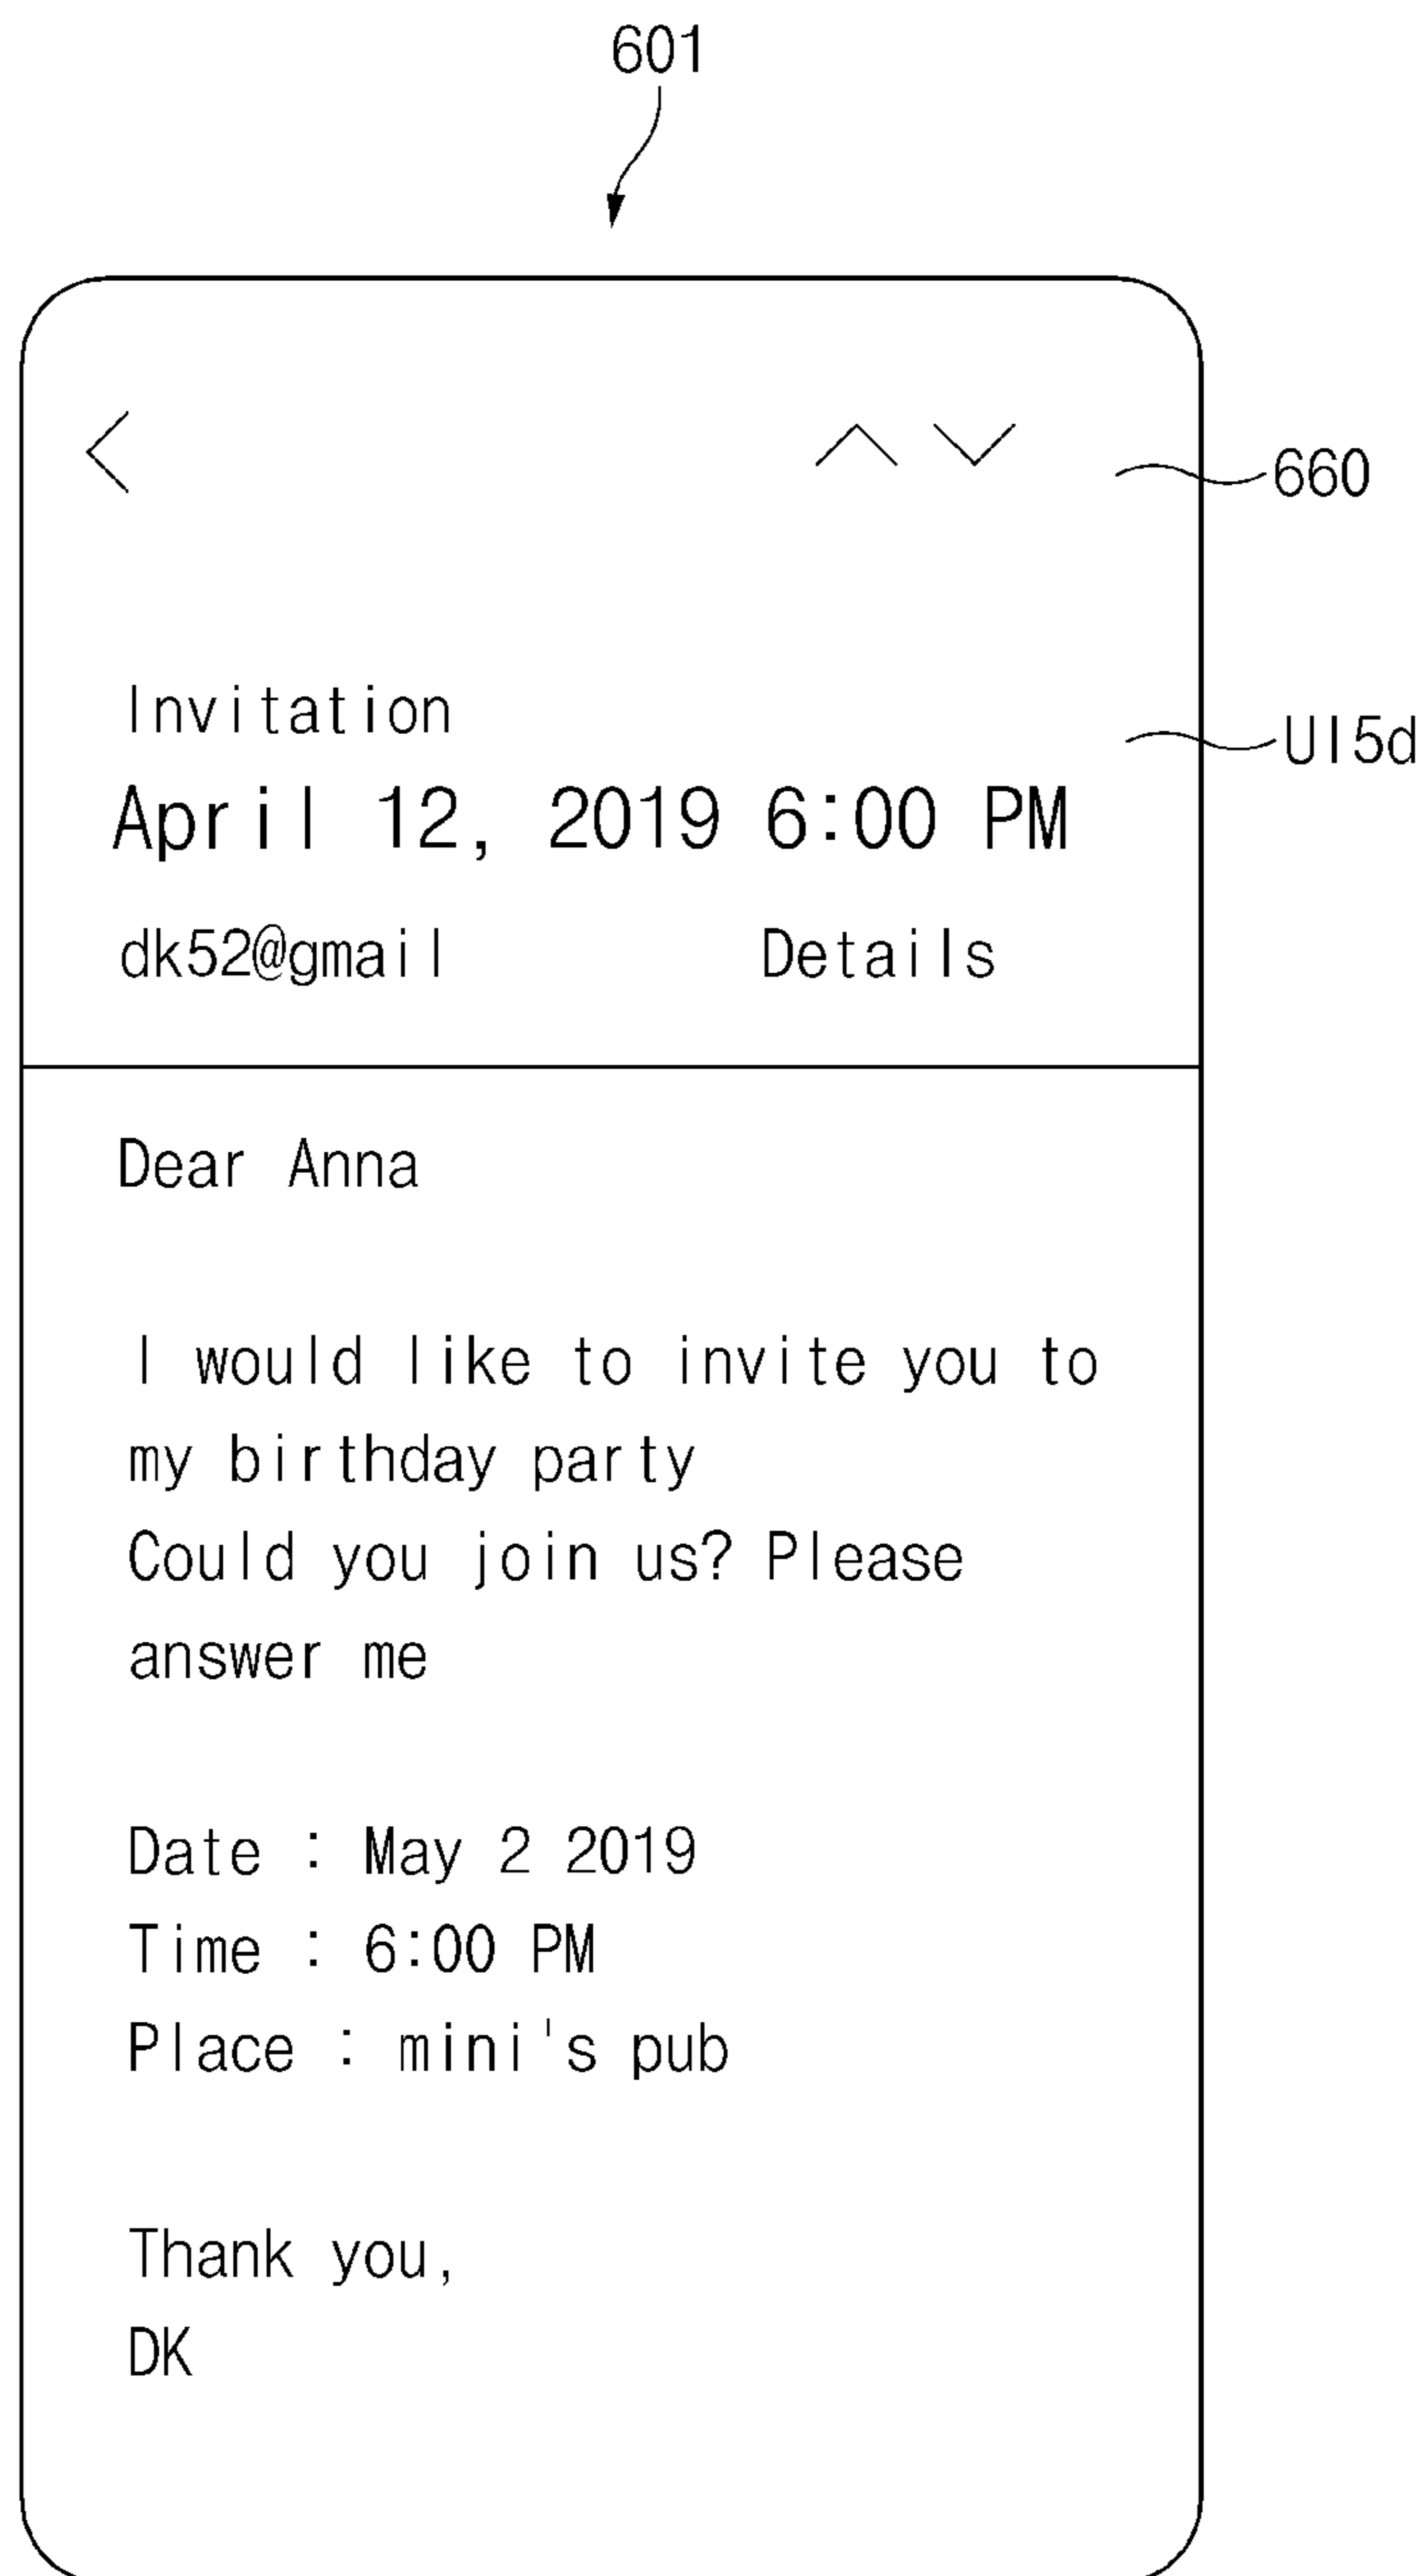 601
660
Invitation
UI5d
April 12, 2019 6:00 PM
dk52@gmail Details
Dear Anna
I would like to invite you to
my birthday party
Could you join us? Please
answer me
Date : May 2 2019
Time : 6:00 PM
Place : mini's pub
Thank you,
DK